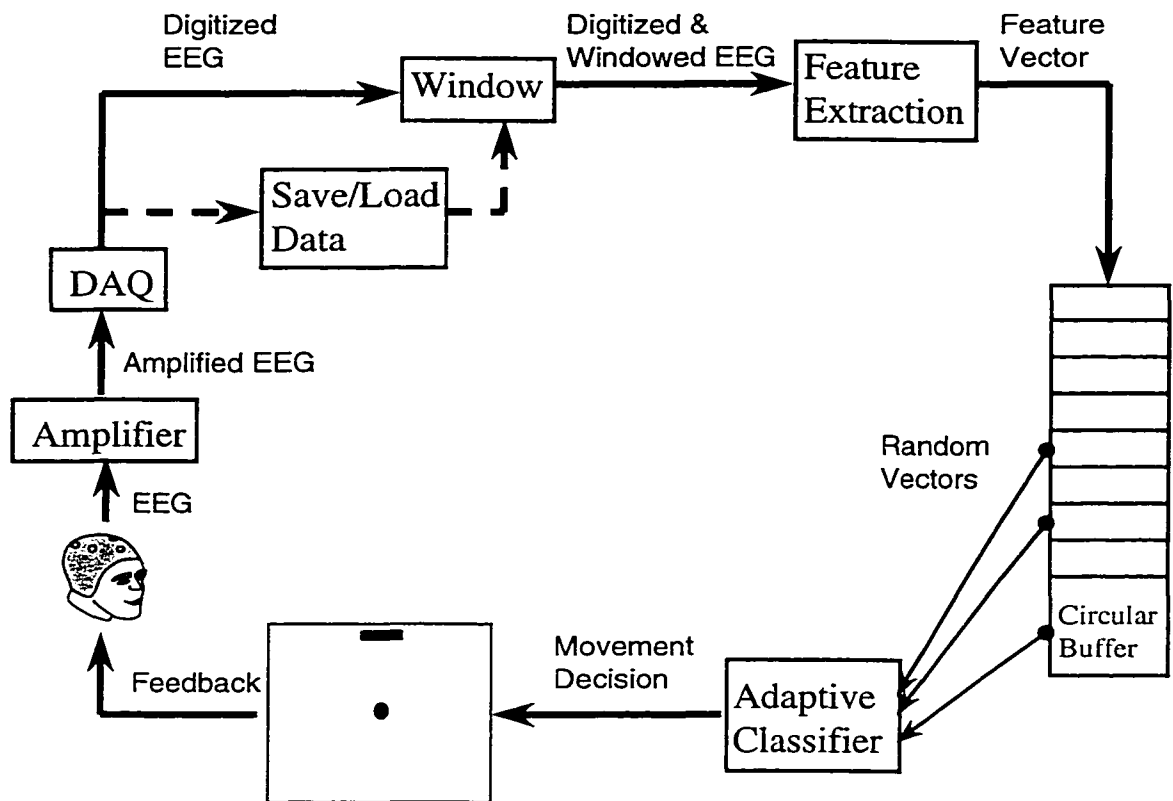 Digitized
EEG
Digitized &
Windowed EEG
Feature
Vector
Window
Feature
Extraction
Save/Load
Data
DAQ
Amplified EEG
Amplifier
EEG
Random
Vectors
Circular
Buffer
Movement
Decision
Adaptive
Classifier
Feedback